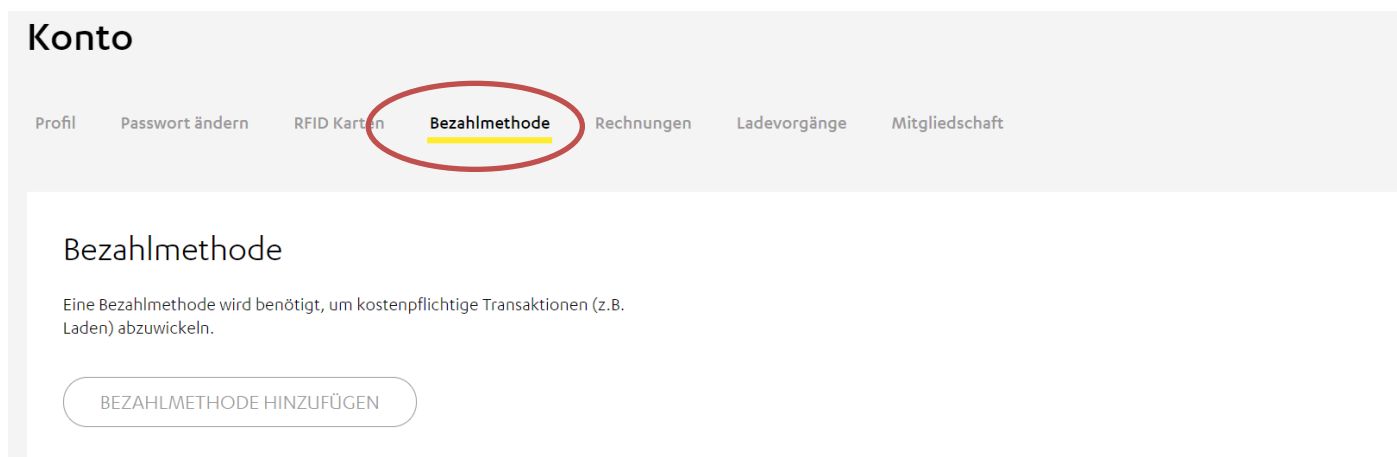 Konto
Profil Passwort ändern RFID Karten Bezahlmethode Rechnungen Ladevorgänge Mitgliedschaft
Bezahlmethode
Eine Bezahlmethode wird benötigt, um kostenpflichtige Transaktionen (z.B.
Laden) abzuwickeln.
BEZAHLMETHODE HINZUFÜGEN